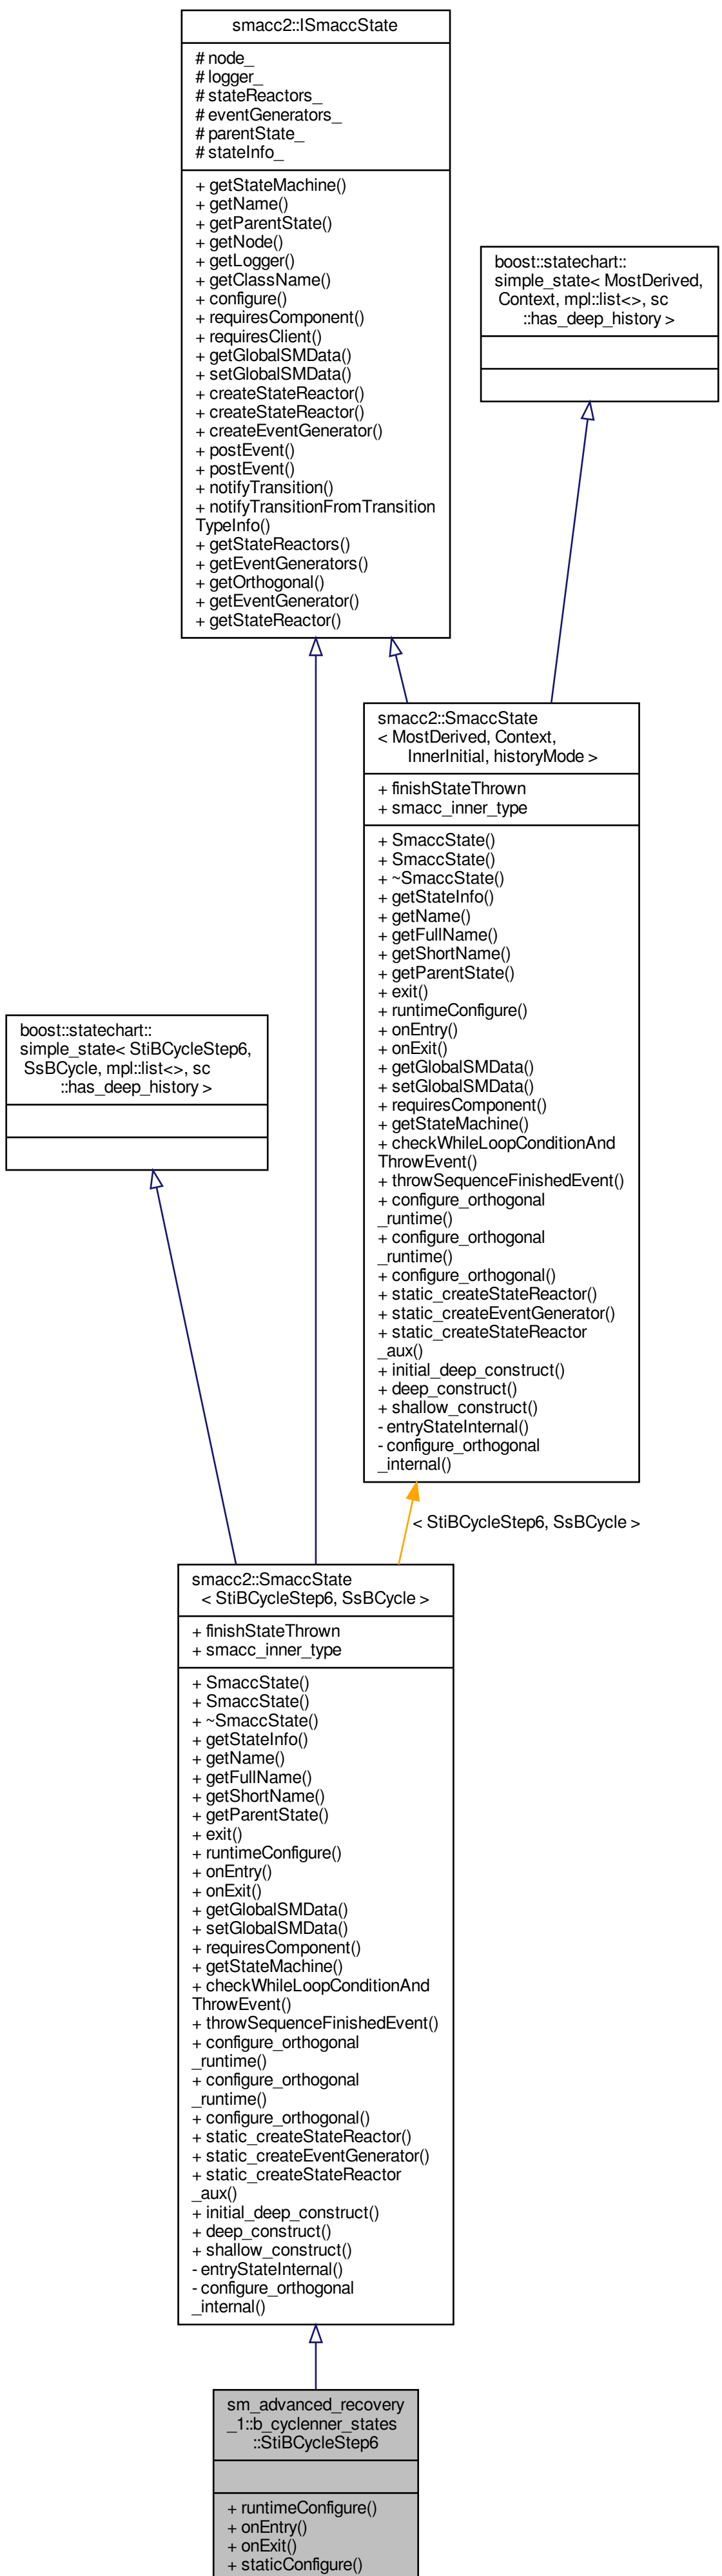 smacc2::ISmaccState
# node_
# logger_
# stateReactors_
# eventGenerators_
# parentState_
# stateInfo_
+ getStateMachine()
+ getName()
+ getParentState()
+ getNode()
+ getLogger()
+ getClassName()
+ configure()
+ requiresComponent()
+ requiresClient()
+ getGlobalSMData()
+ setGlobalSMData()
+ createStateReactor()
+ createStateReactor()
+ createEventGenerator()
+ postEvent()
+ postEvent()
+ notifyTransition()
+ notifyTransitionFromTransition
TypeInfo()
+ getStateReactors()
+ getEventGenerators()
+ getOrthogonal()
+ getEventGenerator()
+ getStateReactor()
boost::statechart::
simple_state< MostDerived,
Context, mpl::list<>, sc
::has_deep_history >
smacc2::SmaccState
< MostDerived, Context,
InnerInitial, historyMode >
+ finishStateThrown
+ smacc_inner_type
+ SmaccState()
+ SmaccState()
+ ~SmaccState()
+ getStateInfo()
+ getName()
+ getFullName()
+ getShortName()
+ getParentState()
+ exit()
+ runtimeConfigure()
+ onEntry()
+ onExit()
+ getGlobalSMData()
+ setGlobalSMData()
+ requiresComponent()
+ getStateMachine()
+ checkWhileLoopConditionAnd
ThrowEvent()
+ throwSequenceFinishedEvent()
+ configure_orthogonal
_runtime()
+ configure_orthogonal
_runtime()
+ configure_orthogonal()
+ static_createStateReactor()
+ static_createEventGenerator()
+ static_createStateReactor
_aux()
+ initial_deep_construct()
+ deep_construct()
+ shallow_construct()
- entryStateInternal()
- configure_orthogonal
_internal()
boost::statechart::
simple_state< StiBCycleStep6,
SsBCycle, mpl::list<>, sc
::has_deep_history >
< StiBCycleStep6, SsBCycle >
smacc2::SmaccState
< StiBCycleStep6, SsBCycle >
+ finishStateThrown
+ smacc_inner_type
+ SmaccState()
+ SmaccState()
+ ~SmaccState()
+ getStateInfo()
+ getName()
+ getFullName()
+ getShortName()
+ getParentState()
+ exit()
+ runtimeConfigure()
+ onEntry()
+ onExit()
+ getGlobalSMData()
+ setGlobalSMData()
+ requiresComponent()
+ getStateMachine()
+ checkWhileLoopConditionAnd
ThrowEvent()
+ throwSequenceFinishedEvent()
+ configure_orthogonal
_runtime()
+ configure_orthogonal
_runtime()
+ configure_orthogonal()
+ static_createStateReactor()
+ static_createEventGenerator()
+ static_createStateReactor
_aux()
+ initial_deep_construct()
+ deep_construct()
+ shallow_construct()
- entryStateInternal()
- configure_orthogonal
_internal()
sm_advanced_recovery
_1::b_cyclenner_states
::StiBCycleStep6
+ runtimeConfigure()
+ onEntry()
+ onExit()
+ staticConfigure()